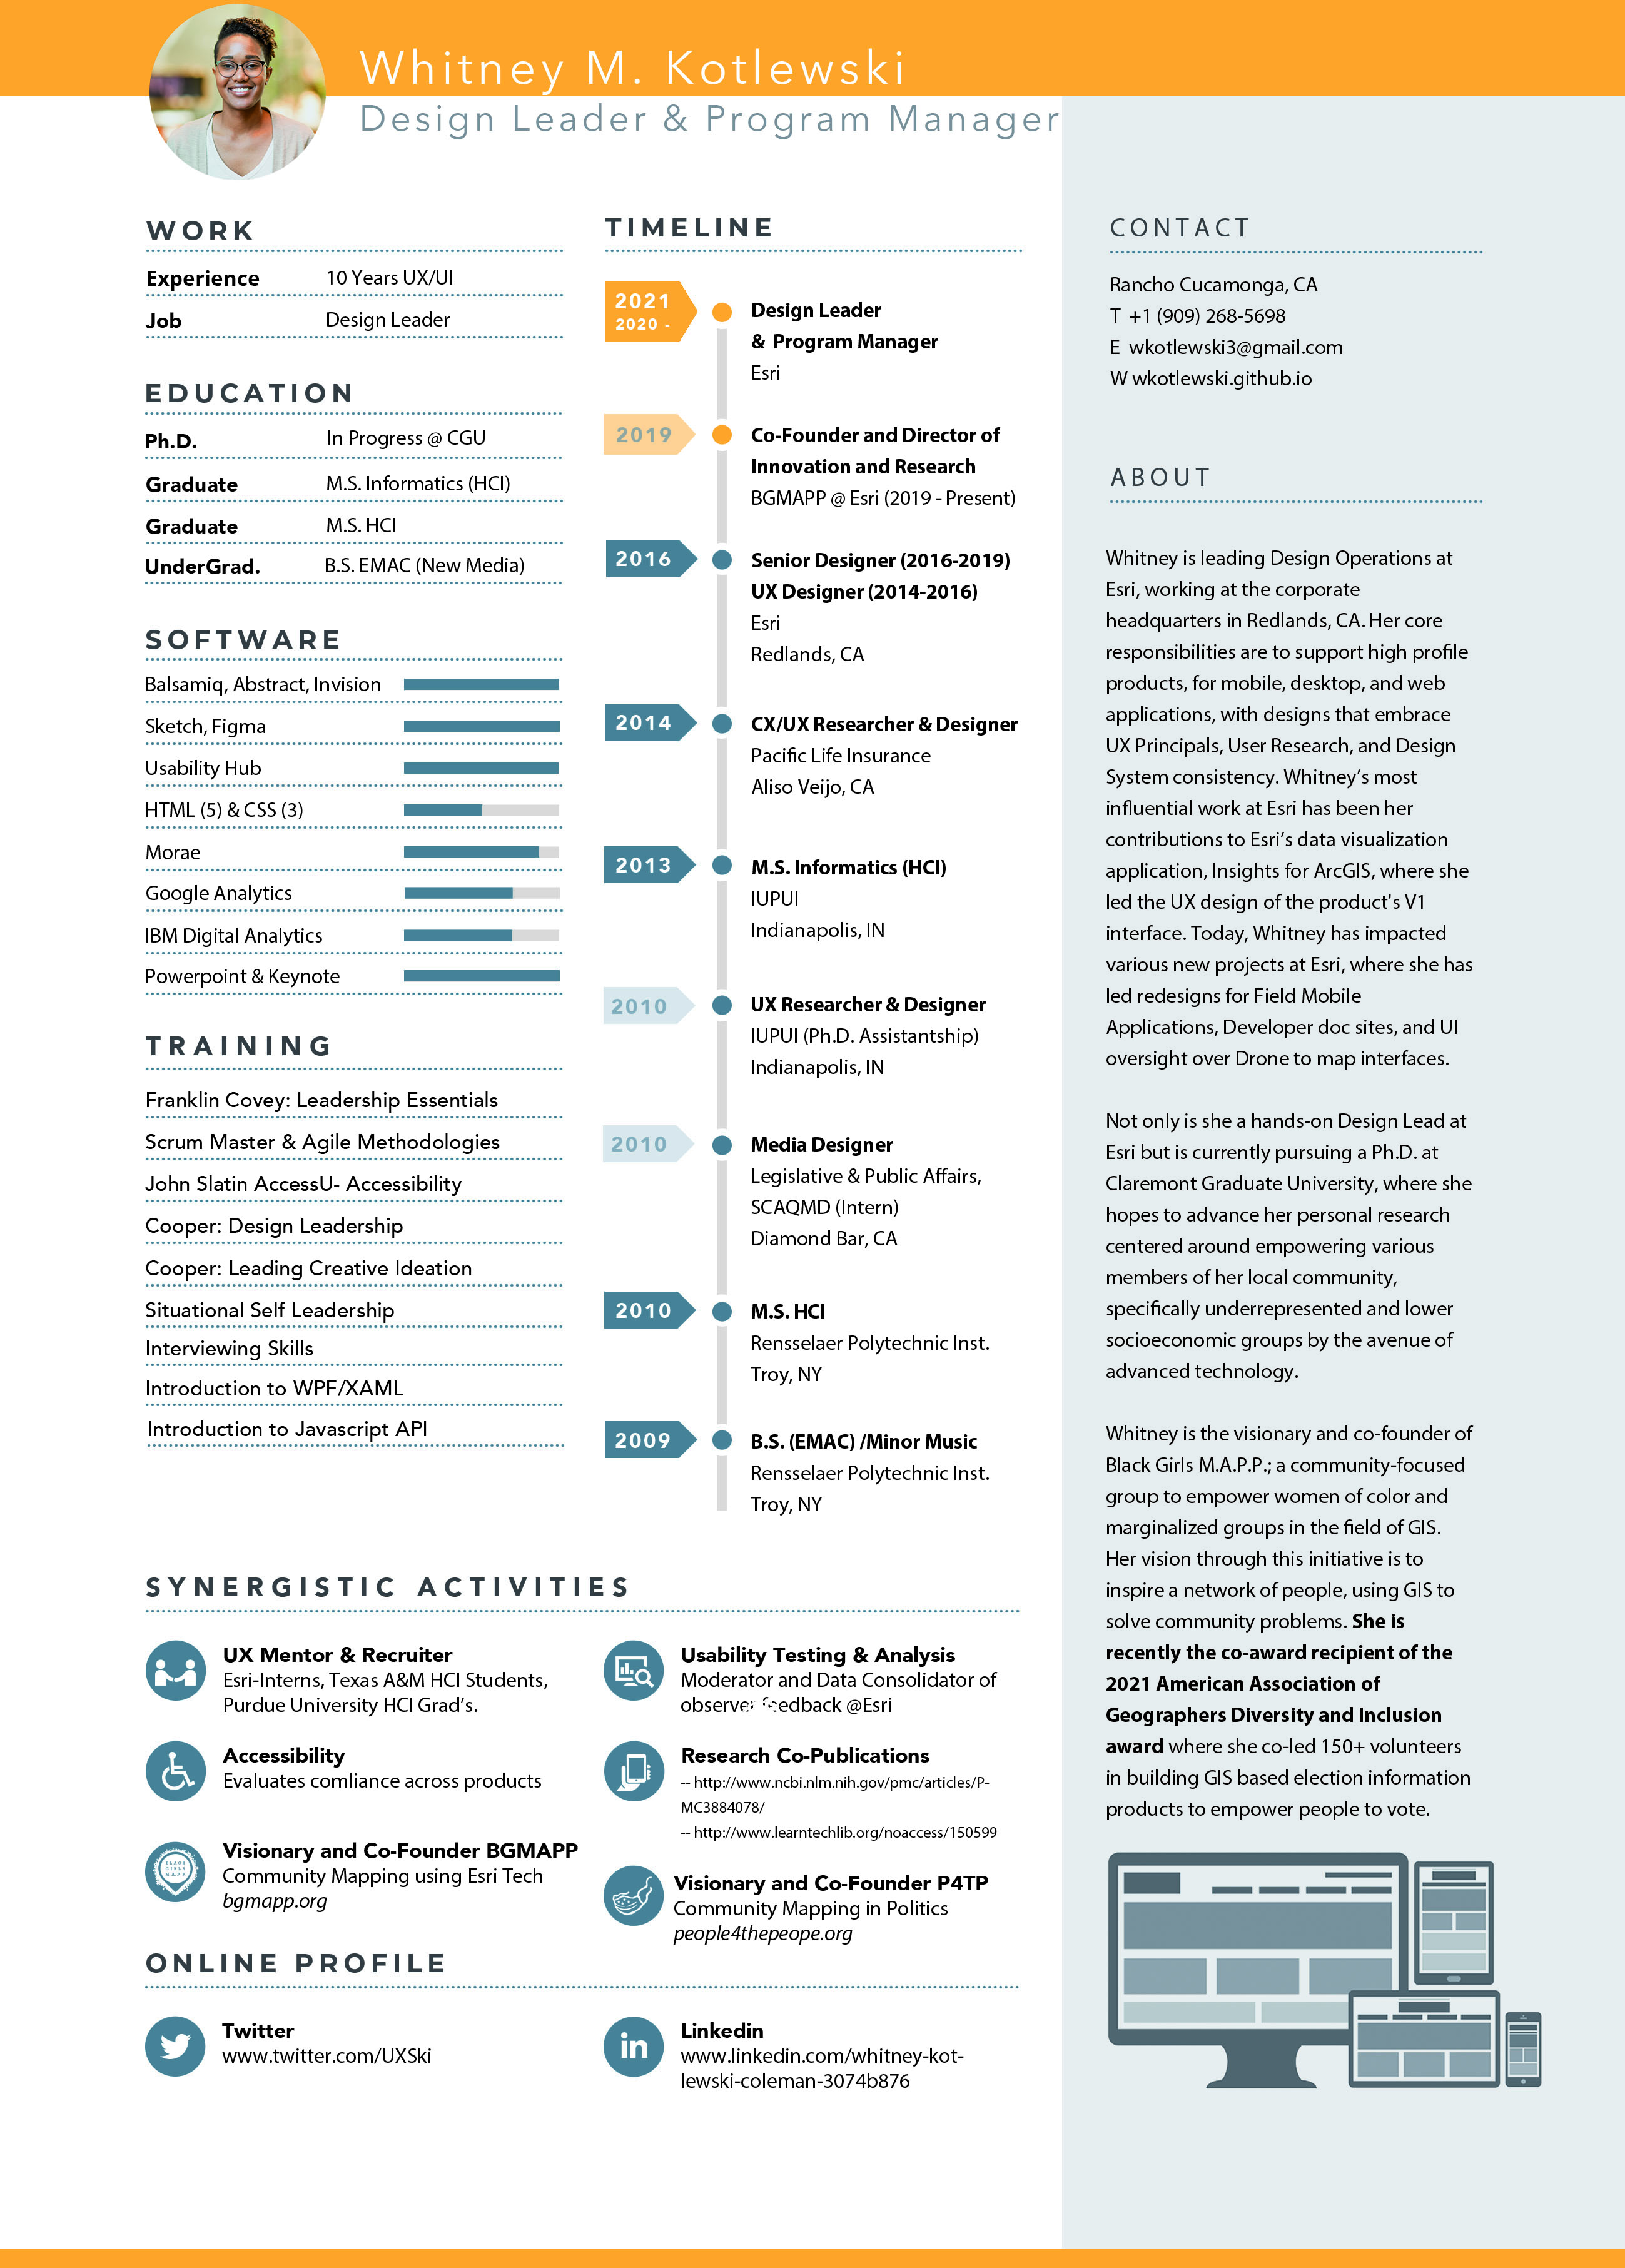 Whitney M. Kotlewski
Design Leader & Program Manager
WORK
Experience 10 Years UX/UI
Job Design Leader
EDUCATION
Ph.D. In Progress @ CGU
Graduate M.S. Informatics (HCI)
Graduate M.S. HCI
UnderGrad. B.S. EMAC (New Media)
SOFTWARE
Balsamiq, Abstract, Invision
Sketch, Figma
Usability Hub
HTML (5) & CSS (3)
Morae
Google Analytics
IBM Digital Analytics
Powerpoint & Keynote
TRAINING
Franklin Covey: Leadership Essentials
Scrum Master & Agile Methodologies
John Slatin AccessU- Accessibility
Cooper: Design Leadership
Cooper: Leading Creative Ideation
Situational Self Leadership
Interviewing Skills
Introduction to WPF/XAML
Introduction to Javascript API
TIMELINE
2021
2020 -
Design Leader
& Program Manager
Esri
2019
Co-Founder and Director of
Innovation and Research
BGMAPP @ Esri (2019 - Present)
2016
Senior Designer (2016-2019)
UX Designer (2014-2016)
Esri
Redlands, CA
2014
CX/UX Researcher & Designer
Pacific Life Insurance
Aliso Veijo, CA
2013
M.S. Informatics (HCI)
IUPUI
Indianapolis, IN
2010
UX Researcher & Designer
IUPUI (Ph.D. Assistantship)
Indianapolis, IN
2010
Media Designer
Legislative & Public Affairs,
SCAQMD (Intern)
Diamond Bar, CA
2010
M.S. HCI
Rensselaer Polytechnic Inst.
Troy, NY
2009
B.S. (EMAC) /Minor Music
Rensselaer Polytechnic Inst.
Troy, NY
SYNERGISTIC ACTIVITIES
UX Mentor & Recruiter
Esri-Interns, Texas A&M HCI Students,
Purdue University HCI Grad's.
Accessibility
Evaluates comliance across products
BLACK
GIRLS
M.A.P.P.
Visionary and Co-Founder BGMAPP
Community Mapping using Esri Tech
bgmapp.org
Usability Testing & Analysis
Moderator and Data Consolidator of
observer feedback @Esri
Research Co-Publications
-- http://www.ncbi.nlm.nih.gov/pmc/articles/P-
MC3884078/
-- http://www.learntechlib.org/noaccess/150599
Visionary and Co-Founder P4TP
Community Mapping in Politics
people4thepeope.org
ONLINE PROFILE
Twitter
www.twitter.com/UXSki
in
Linkedin
www.linkedin.com/whitney-kot-
lewski-coleman-3074b876
CONTACT
Rancho Cucamonga, CA
T +1 (909) 268-5698
E wkotlewski3@gmail.com
W wkotlewski.github.io
ABOUT
Whitney is leading Design Operations at
Esri, working at the corporate
headquarters in Redlands, CA. Her core
responsibilities are to support high profile
products, for mobile, desktop, and web
applications, with designs that embrace
UX Principals, User Research, and Design
System consistency. Whitney's most
influential work at Esri has been her
contributions to Esri's data visualization
application, Insights for ArcGIS, where she
led the UX design of the product's V1
interface. Today, Whitney has impacted
various new projects at Esri, where she has
led redesigns for Field Mobile
Applications, Developer doc sites, and UI
oversight over Drone to map interfaces.
Not only is she a hands-on Design Lead at
Esri but is currently pursuing a Ph.D. at
Claremont Graduate University, where she
hopes to advance her personal research
centered around empowering various
members of her local community,
specifically underrepresented and lower
socioeconomic groups by the avenue of
advanced technology.
Whitney is the visionary and co-founder of
Black Girls M.A.P.P.; a community-focused
group to empower women of color and
marginalized groups in the field of GIS.
Her vision through this initiative is to
inspire a network of people, using GIS to
solve community problems. She is
recently the co-award recipient of the
2021 American Association of
Geographers Diversity and Inclusion
award where she co-led 150+ volunteers
in building GIS based election information
products to empower people to vote.